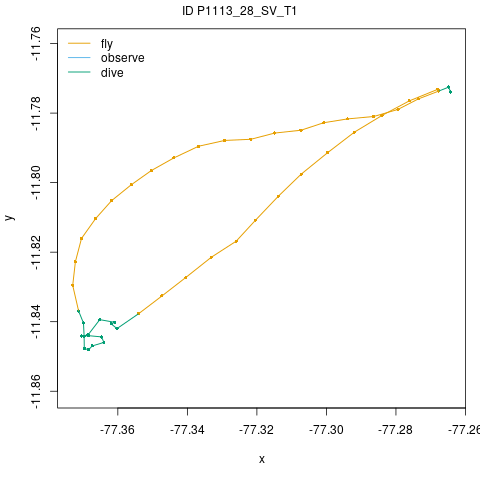 ID P1113_28_SV_T1
fly
observe
dive
-11.76
-11.78
-11.80
-11.82
-11.84
-11.86
y
-77.36
-77.34
-77.32
-77.30
-77.28
-77.26
x